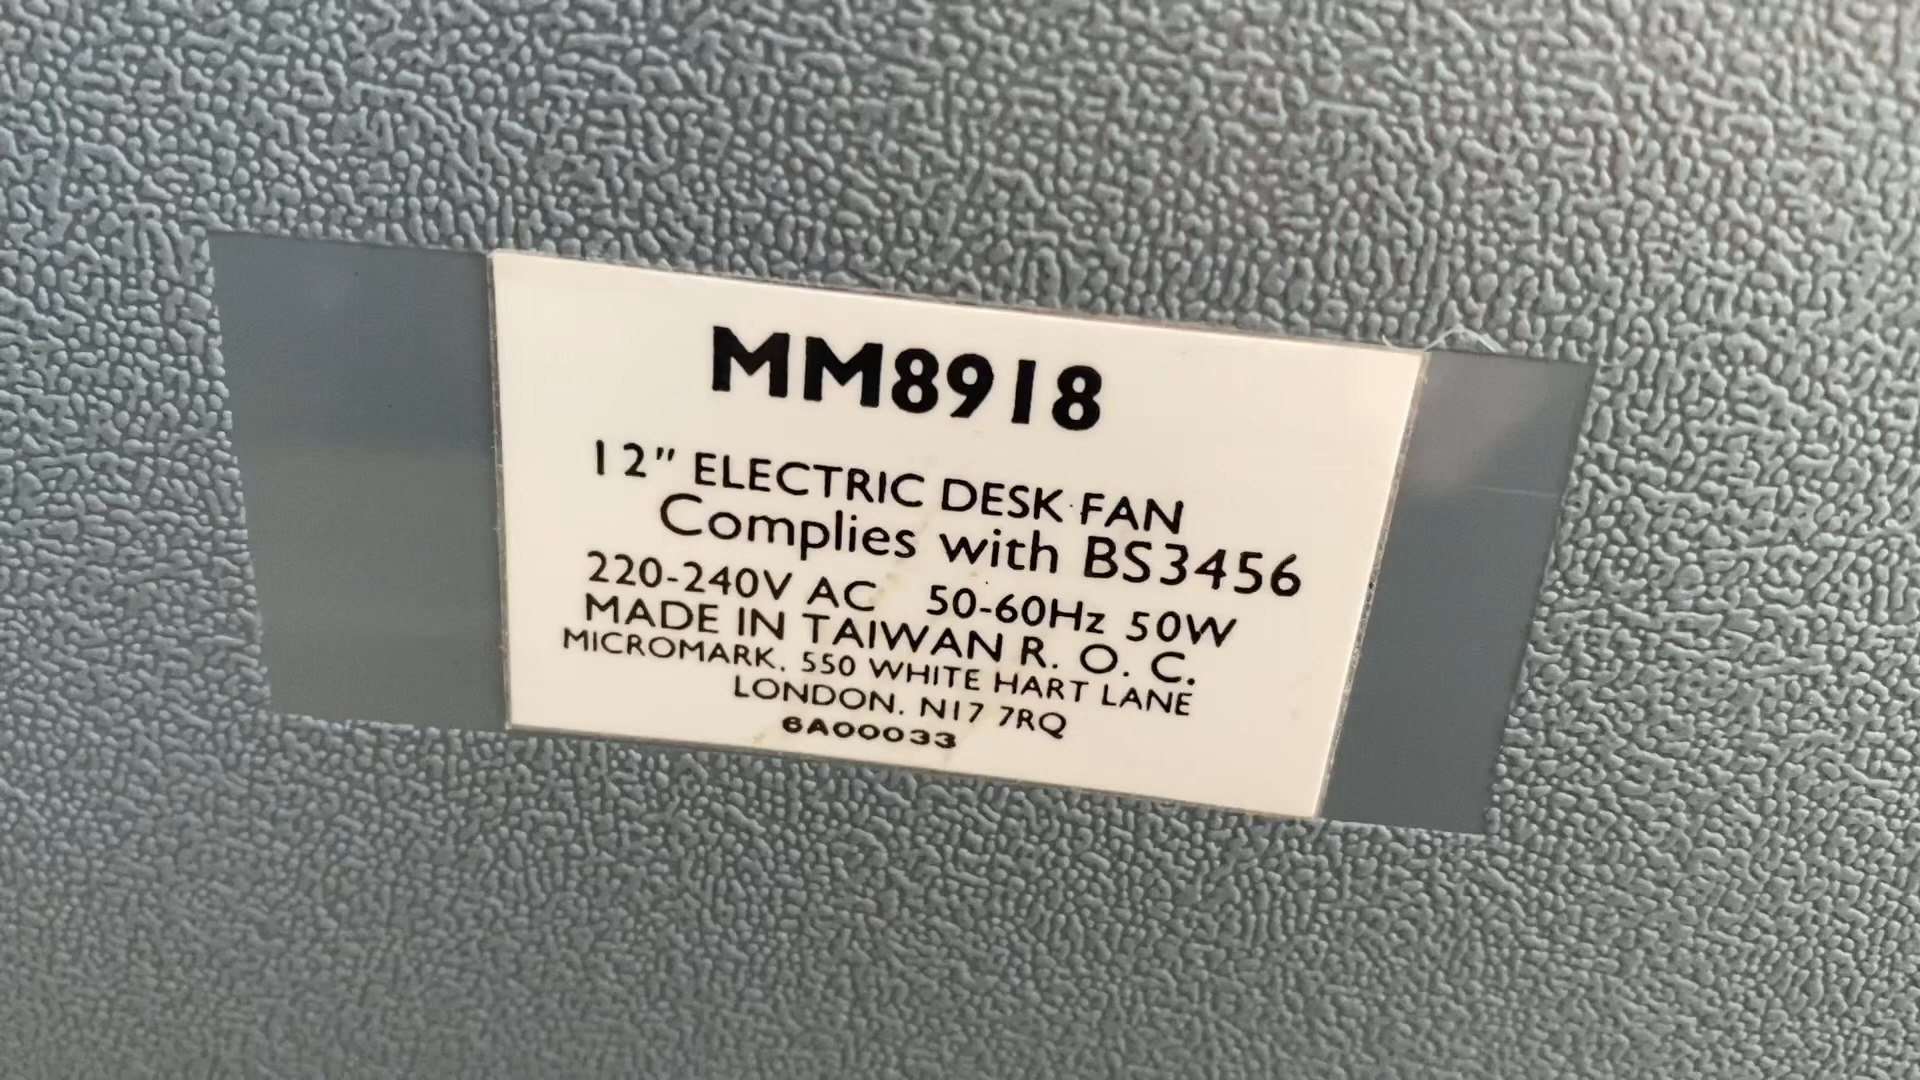 MM8918
12" ELECTRIC DESK FAN
Complies with BS3456
220-240V AC 50-60Hz 50W
MADE IN TAIWAN R. O. C.
MICROMARK. 550 WHITE HART LANE
LONDON. N17 7RQ
6A00033